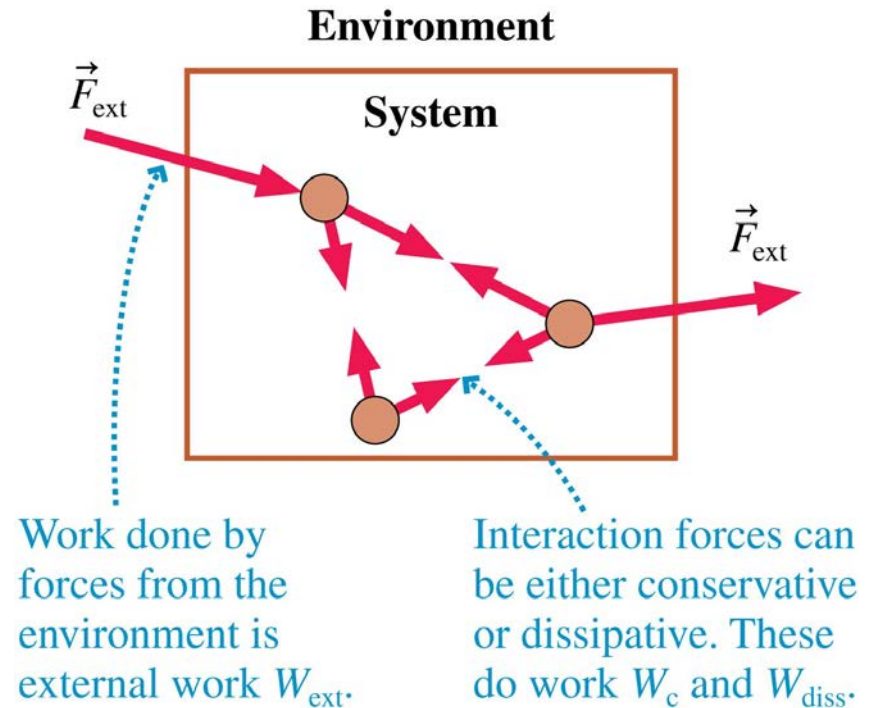 Environment
F⃗ext
System
F⃗ext
Work done by
forces from the
environment is
external work Wext.
Interaction forces can
be either conservative
or dissipative. These
do work Wc and Wdiss.